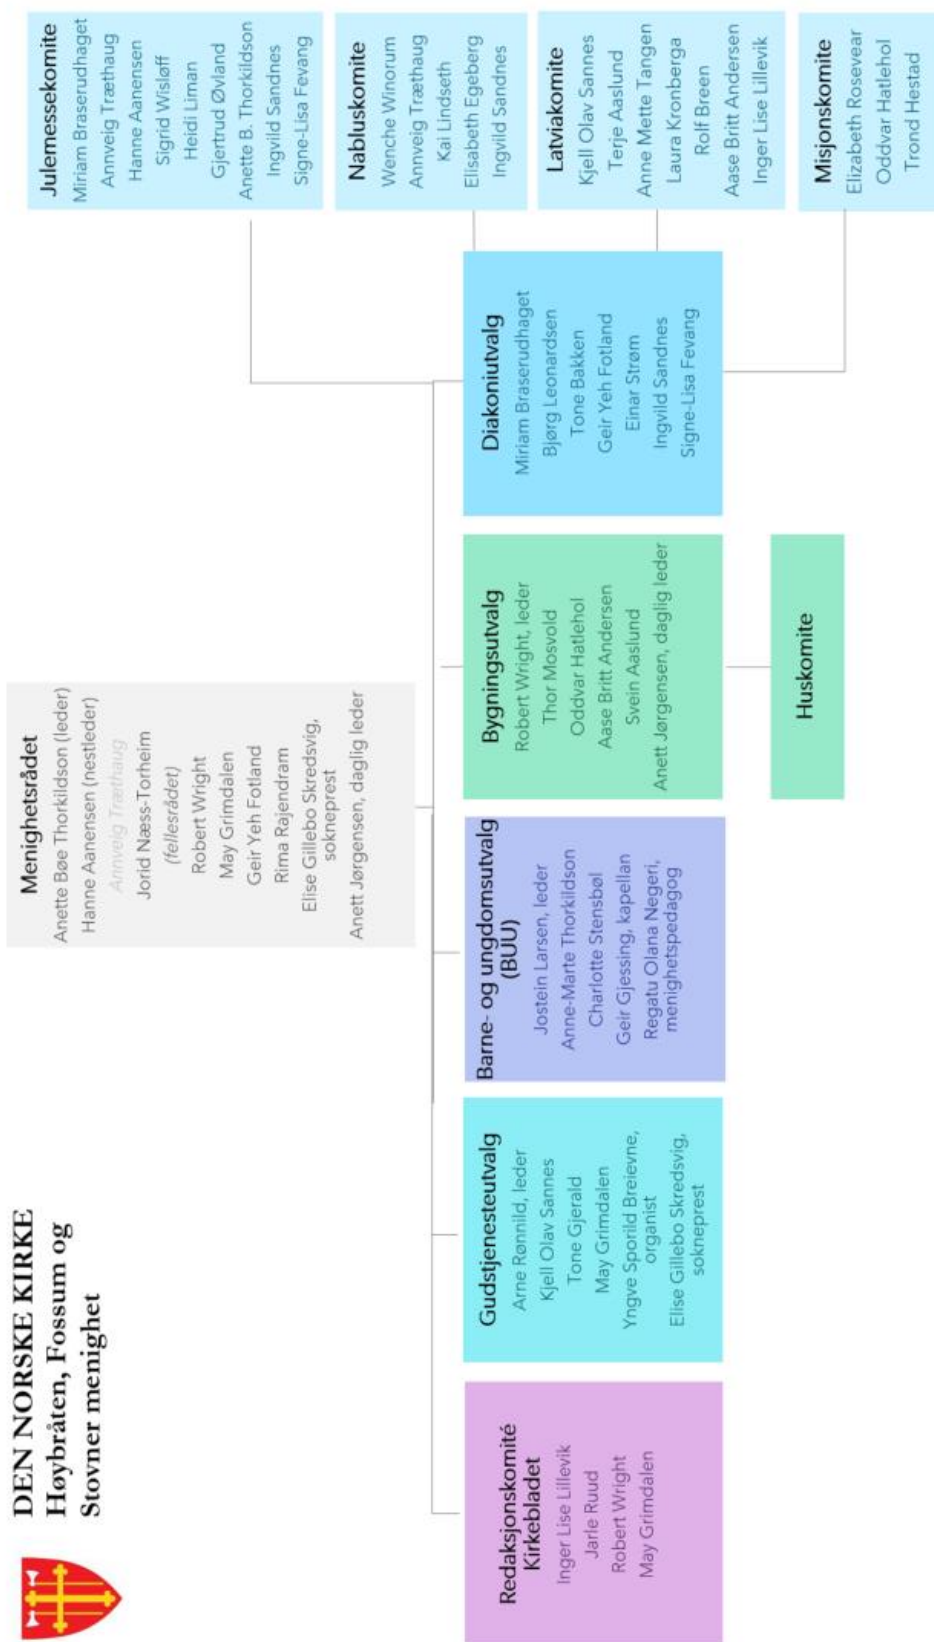 DEN NORSKE KIRKE
Høybråten, Fossum og
Stovner menighet
Menighetsrådet
Anette Bøe Thorkildson (leder)
Hanne Aanensen (nestleder)
Annveig Træthaug
Jorid Næss-Torheim
(fellesrådet)
Robert Wright
May Grimdalen
Geir Yeh Fotland
Rima Rajendram
Elise Gillebo Skredsvig,
sokneprest
Anett Jørgensen, daglig leder
Redaksjonskomité
Kirkebladet
Inger Lise Lillevik
Jarle Ruud
Robert Wright
May Grimdalen
Gudstjenesteutvalg
Arne Rønnild, leder
Kjell Olav Sannes
Tone Gjerald
May Grimdalen
Yngve Sporild Breievne,
organist
Elise Gillebo Skredsvig,
sokneprest
Barne- og ungdomsutvalg
(BUU)
Jostein Larsen, leder
Anne-Marte Thorkildson
Charlotte Stensbøl
Geir Gjessing, kapellan
Regatu Olana Negeri,
menighetspedagog
Bygningsutvalg
Robert Wright, leder
Thor Mosvold
Oddvar Hatlehol
Aase Britt Andersen
Svein Aaslund
Anett Jørgensen, daglig leder
Huskomite
Diakoniutvalg
Miriam Braserudhaget
Bjørg Leonardsen
Tone Bakken
Geir Yeh Fotland
Einar Strøm
Ingvild Sandnes
Signe-Lisa Fevang
Julemessekomite
Miriam Braserudhaget
Annveig Træthaug
Hanne Aanensen
Sigrid Wisløff
Heidi Liman
Gjertrud Øvland
Anette B. Thorkildson
Ingvild Sandnes
Signe-Lisa Fevang
Nabluskomite
Wenche Winorum
Annveig Træthaug
Kai Lindseth
Elisabeth Egeberg
Ingvild Sandnes
Latviakomite
Kjell Olav Sannes
Terje Aaslund
Anne Mette Tangen
Laura Kronberga
Rolf Breen
Aase Britt Andersen
Inger Lise Lillevik
Misjonskomite
Elizabeth Rosevear
Oddvar Hatlehol
Trond Hestad